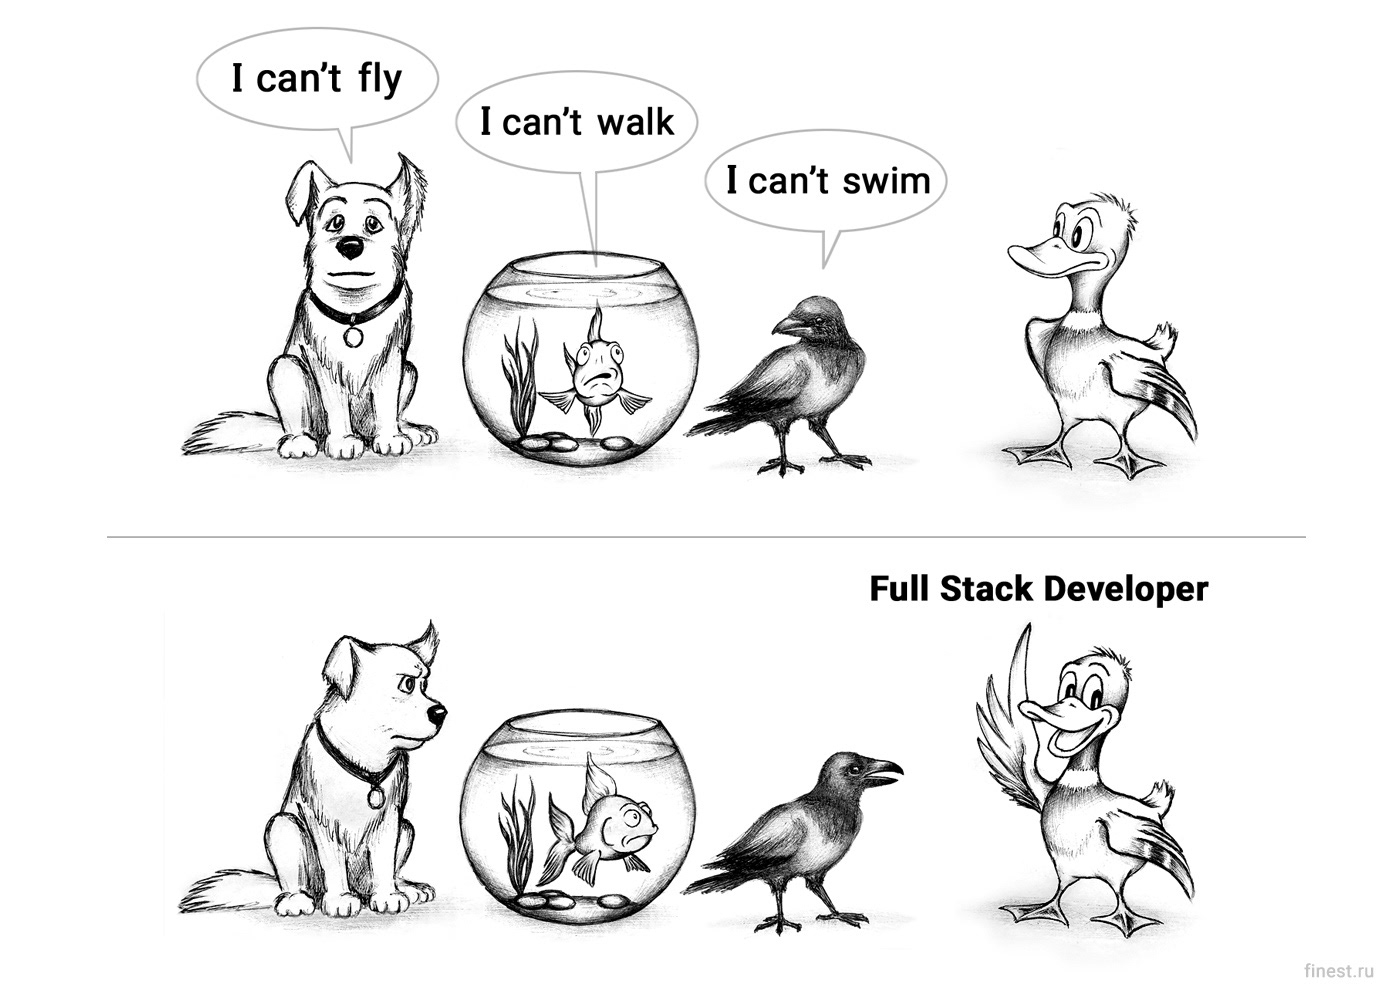 I can't fly
I can't walk
I can't swim
Full Stack Developer
finest.ru